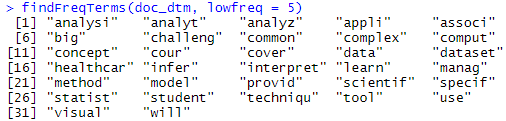 > findFreqTerms(doc_dtm, lowfreq = 5)
[1] "analysi" "analyt" "analyz" "appli" "associ"
[6] "big" "challeng" "common" "complex" "comput"
[11] "concept" "cour" "cover" "data" "dataset"
[16] "healthcar" "infer" "interpret" "learn" "manag"
[21] "method" "model" "provid" "scientif" "specif"
[26] "statist" "student" "techniqu" "tool" "use"
[31] "visual" "will"